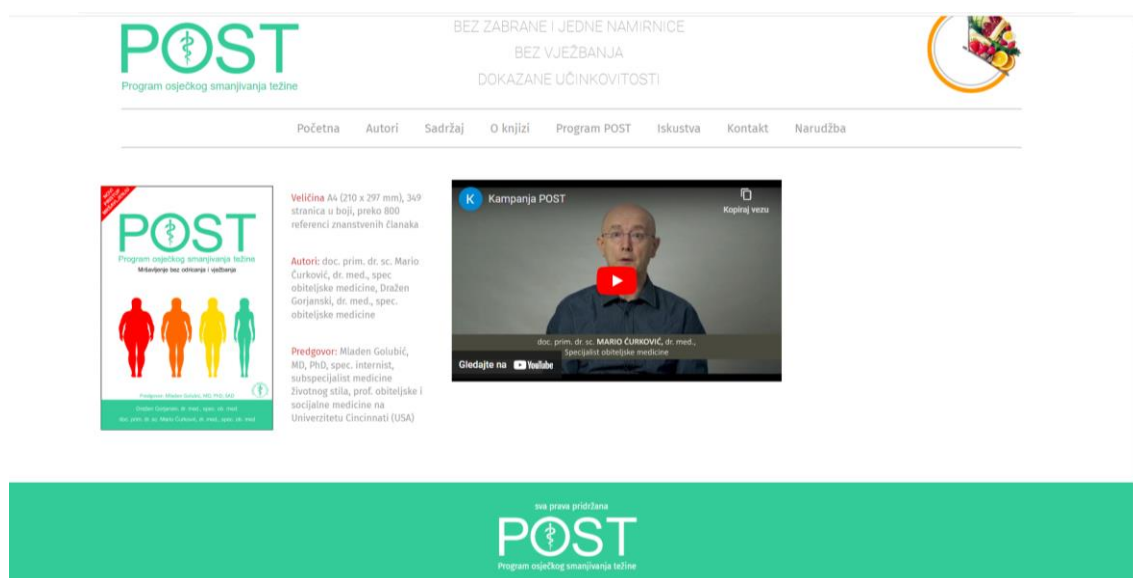 POST
Program osječkog smanjivanja težine
BEZ ZABRANE I JEDNE NAMIRNICE
BEZ VJEŽBANJA
DOKAZANE UČINKOVITOSTI
Početna Autori Sadržaj O knjizi Program POST Iskustva Kontakt Narudžba
POST
Program osječkog smanjivanja težine
Mršavljenje bez odricanja i vježbanja
Predgovor: Mladen Golubić, MD, PhD, SAD
Dražen Gorjanski, dr. med., spec. ob. med.
doc. prim. dr. sc. Mario Ćurković, dr. med., spec. ob. med.
Veličina A4 (210 x 297 mm), 349
stranica u boji, preko 800
referenci znanstvenih članaka
Autori: doc. prim. dr. sc. Mario
Ćurković, dr. med., spec
obiteljske medicine, Dražen
Gorjanski, dr. med., spec.
obiteljske medicine
Predgovor: Mladen Golubić,
MD, PhD, spec. internist,
subspecijalist medicine
životnog stila, prof. obiteljske i
socijalne medicine na
Univerzitetu Cincinnati (USA)
K Kampanja POST
Kopiraj vezu
doc. prim. dr. sc. MARIO ĆURKOVIĆ, dr. med.,
Specijalist obiteljske medicine
Gledajte na YouTube
sva prava pridržana
POST
Program osječkog smanjivanja težine